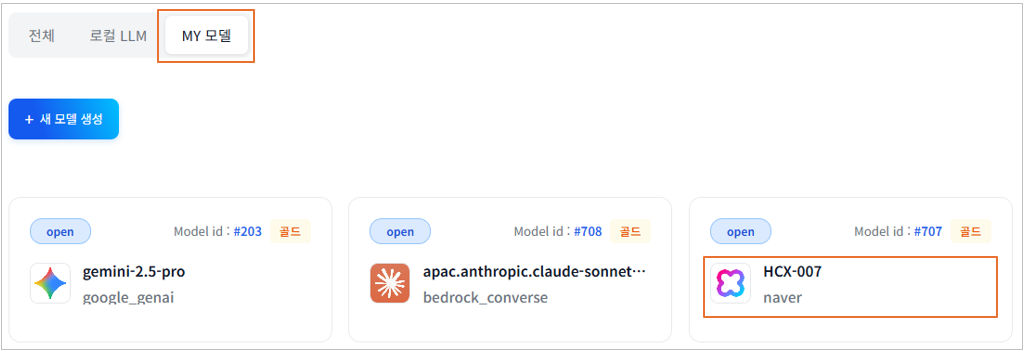 전체 로컬 LLM MY 모델
+ 새 모델 생성
open Model id : #203 골드
gemini-2.5-pro
google_genai
open Model id : #708 골드
apac.anthropic.claude-sonnet···
bedrock_converse
open Model id : #707 골드
HCX-007
naver